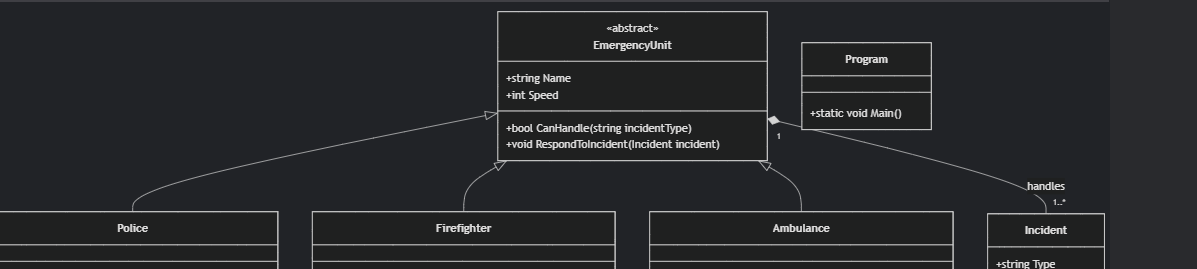 «abstract»
EmergencyUnit
+string Name
+int Speed
+bool CanHandle(string incidentType)
+void RespondToIncident(Incident incident)
Program
+static void Main()
1
handles
1..*
Police
Firefighter
Ambulance
Incident
+string Type